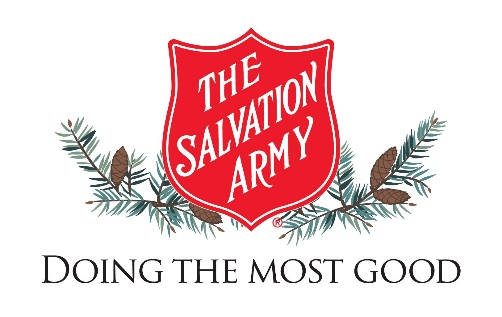 THE
SALVATION
ARMY
®
DOING THE MOST GOOD